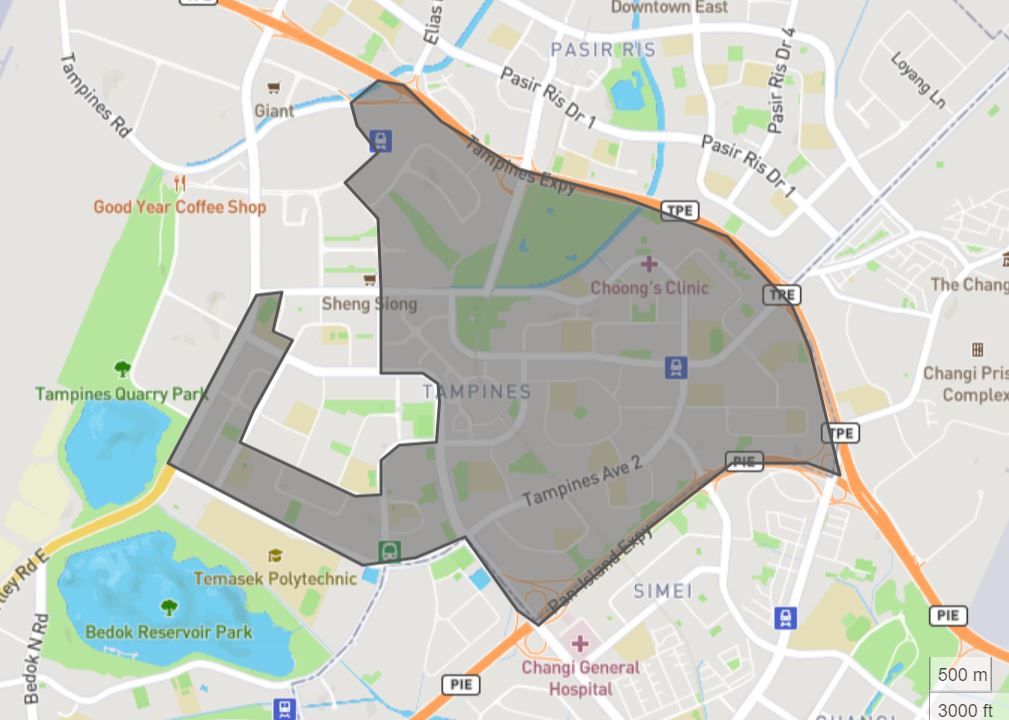 Downtown East
Elias
PASIR RIS
Pasir Ris Dr 4
Loyang Ln
Tampines Rd
Giant
Pasir Ris Dr 1
Tampines Expy
Pasir Ris Dr 1
Good Year Coffee Shop
TPE
Choong's Clinic
The Chang
TPE
Sheng Siong
Changi Pris
Complex
Tampines Quarry Park
TAMPINES
TPE
PIE
Tampines Ave 2
Pan-Island Expy
Temasek Polytechnic
lley Rd E
SIMEI
Bedok Reservoir Park
PIE
Bedok N Rd
Changi General
Hospital
PIE
500 m
3000 ft